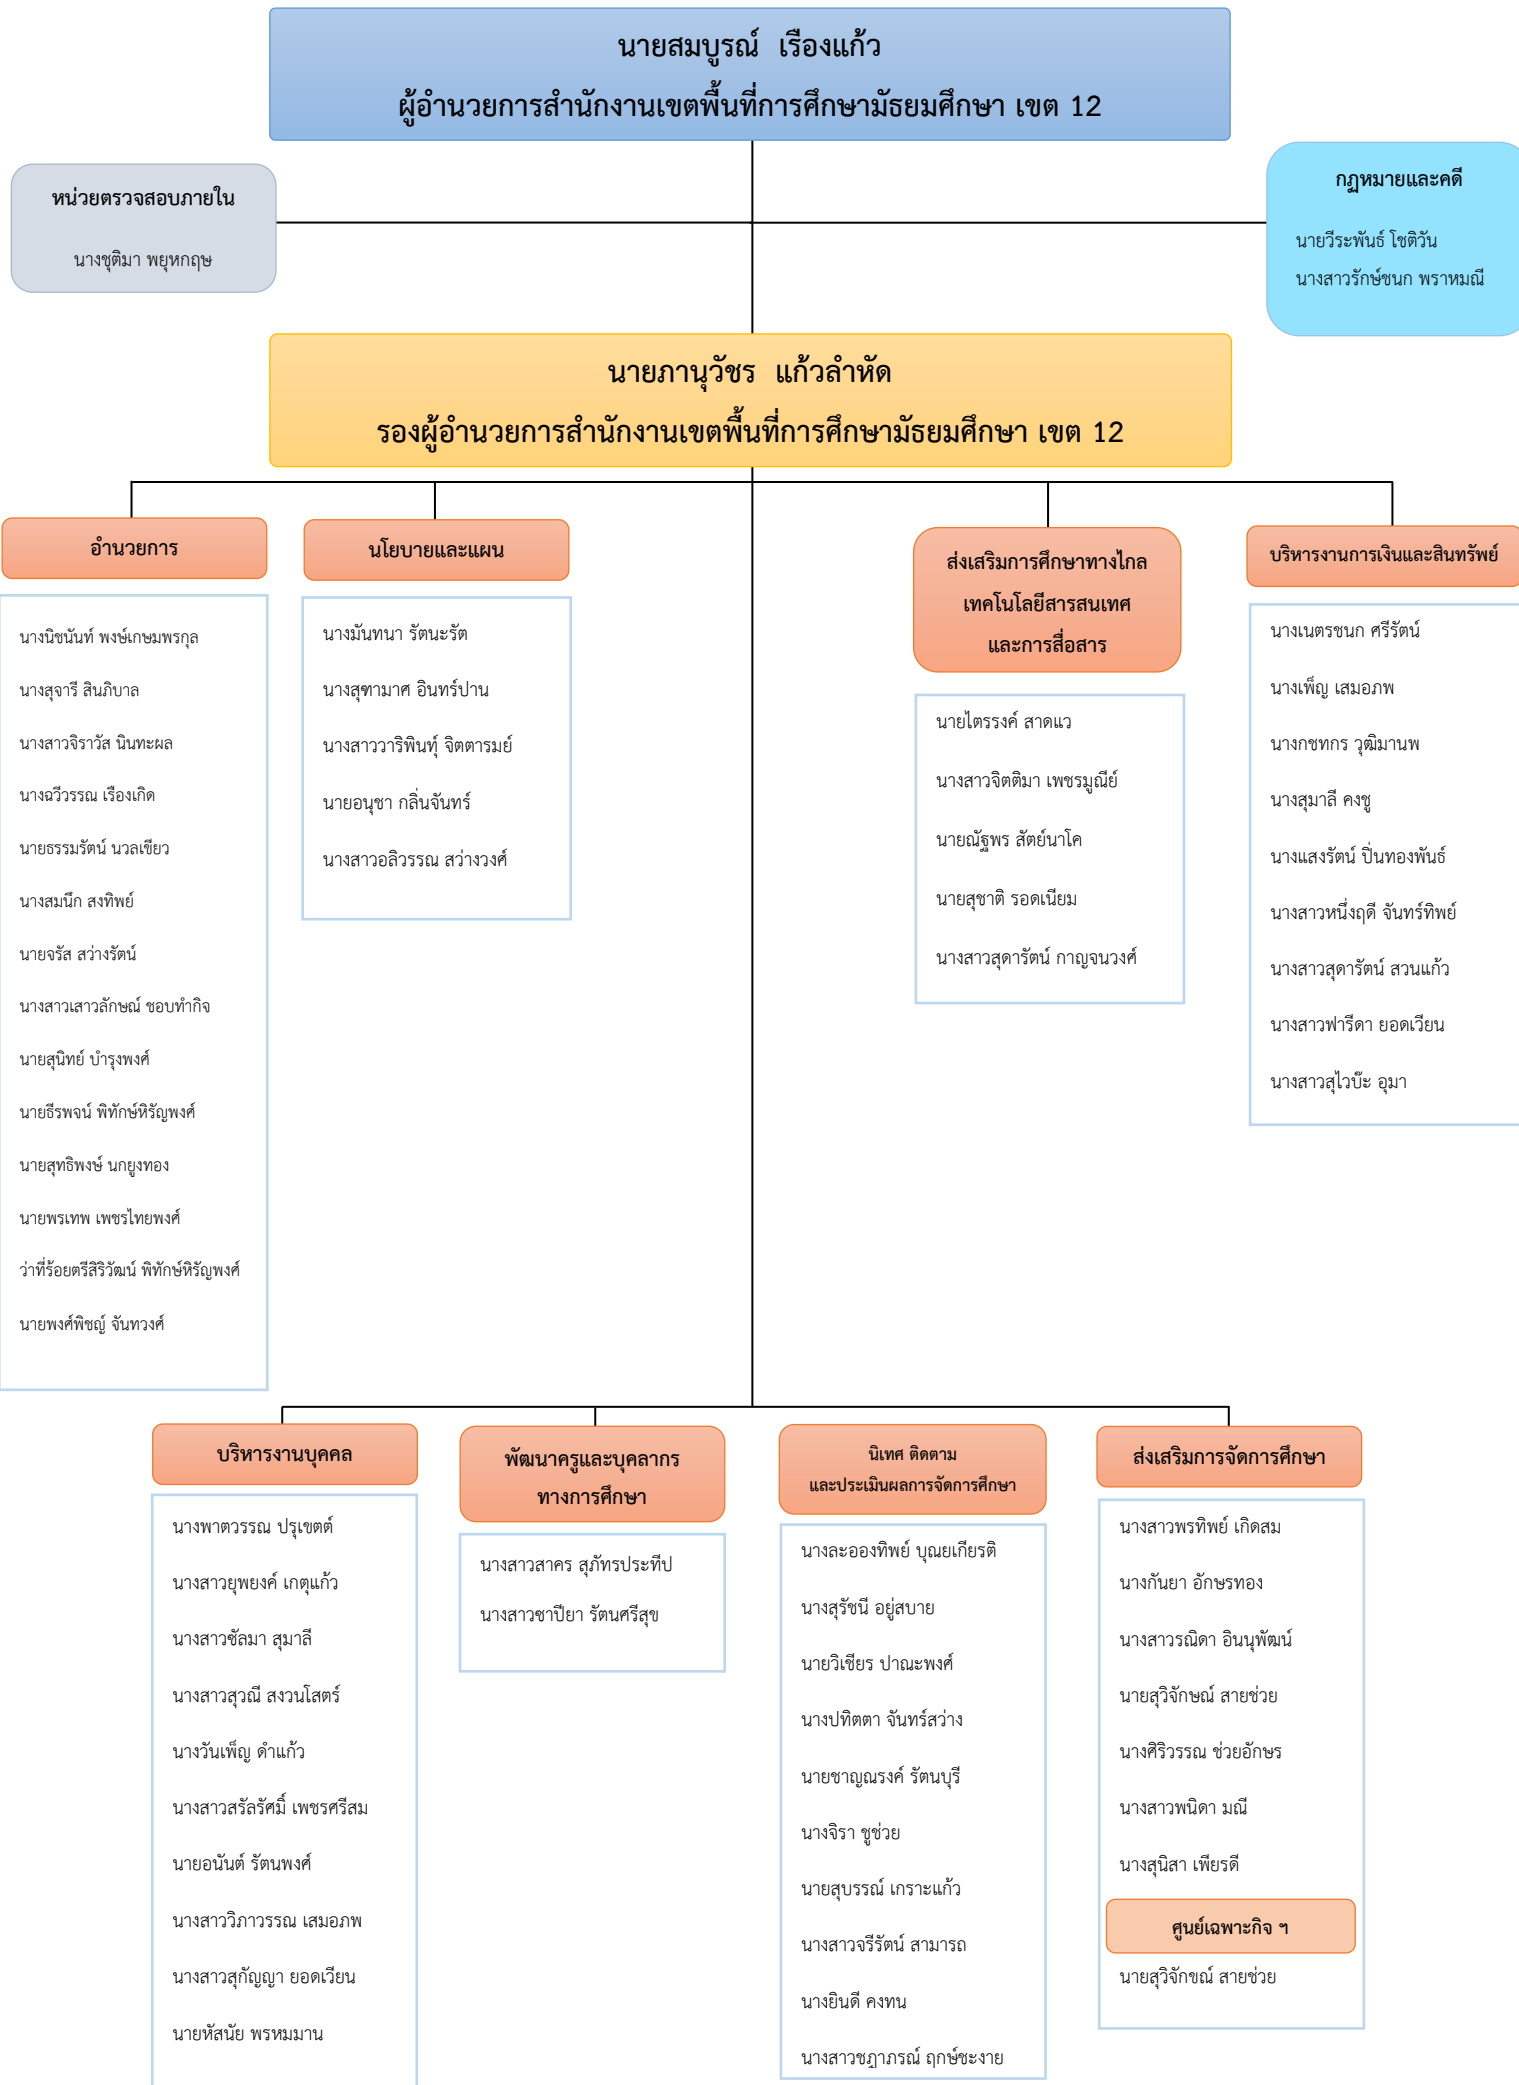 นายสมบูรณ์ เรืองแก้ว
ผู้อำนวยการสำนักงานเขตพื้นที่การศึกษามัธยมศึกษา เขต 12
หน่วยตรวจสอบภายใน
นางชุติมา พยุหกฤษ
กฎหมายและคดี
นายวีระพันธ์ โชติวัน
นางสาวรักษ์ชนก พราหมณี
นายภานุวัชร แก้วลำหัด
รองผู้อำนวยการสำนักงานเขตพื้นที่การศึกษามัธยมศึกษา เขต 12
อำนวยการ
นางนิชนันท์ พงษ์เกษมพรกุล
นางสุจารี สินภิบาล
นางสาวจิราวัส นินทะผล
นางฉวีวรรณ เรืองเกิด
นายธรรมรัตน์ นวลเขียว
นางสมนึก สงทิพย์
นายจรัส สว่างรัตน์
นางสาวเสาวลักษณ์ ชอบทำกิจ
นายสุนิทย์ บำรุงพงศ์
นายธีรพจน์ พิทักษ์หิรัญพงศ์
นายสุทธิพงษ์ นกยูงทอง
นายพรเทพ เพชรไทยพงศ์
ว่าที่ร้อยตรีสิริวัฒน์ พิทักษ์หิรัญพงศ์
นายพงศ์พิชญ์ จันทวงศ์
นโยบายและแผน
นางมันทนา รัตนะรัต
นางสุฑามาศ อินทร์ปาน
นางสาววาริพินทุ์ จิตตารมย์
นายอนุชา กลิ่นจันทร์
นางสาวอลิวรรณ สว่างวงศ์
ส่งเสริมการศึกษาทางไกล
เทคโนโลยีสารสนเทศ
และการสื่อสาร
นายไตรรงค์ สาดแว
นางสาวจิตติมา เพชรมูณีย์
นายณัฐพร สัตย์นาโค
นายสุชาติ รอดเนียม
นางสาวสุดารัตน์ กาญจนวงศ์
บริหารงานการเงินและสินทรัพย์
นางเนตรชนก ศรีรัตน์
นางเพ็ญ เสมอภพ
นางกชทกร วุฒิมานพ
นางสุมาลี คงชู
นางแสงรัตน์ ปิ่นทองพันธ์
นางสาวหนึ่งฤดี จันทร์ทิพย์
นางสาวสุดารัตน์ สวนแก้ว
นางสาวฟารีดา ยอดเวียน
นางสาวสุไวบ๊ะ อุมา
บริหารงานบุคคล
นางพาตวรรณ ปรุเขตต์
นางสาวยุพยงค์ เกตุแก้ว
นางสาวซัลมา สุมาลี
นางสาวสุวณี สงวนโสตร์
นางวันเพ็ญ ดำแก้ว
นางสาวสรัลรัศมิ์ เพชรศรีสม
นายอนันต์ รัตนพงศ์
นางสาววิภาวรรณ เสมอภพ
นางสาวสุกัญญา ยอดเวียน
นายหัสนัย พรหมมาน
พัฒนาครูและบุคลากร
ทางการศึกษา
นางสาวสาคร สุภัทรประทีป
นางสาวซาปียา รัตนศรีสุข
นิเทศ ติดตาม
และประเมินผลการจัดการศึกษา
นางละอองทิพย์ บุณยเกียรติ
นางสุรัชนี อยู่สบาย
นายวิเชียร ปาณะพงศ์
นางปทิตตา จันทร์สว่าง
นายชาญณรงค์ รัตนบุรี
นางจิรา ชูช่วย
นายสุบรรณ์ เกราะแก้ว
นางสาวจรีรัตน์ สามารถ
นางยินดี คงทน
นางสาวชฎาภรณ์ ฤกษ์ชะงาย
ส่งเสริมการจัดการศึกษา
นางสาวพรทิพย์ เกิดสม
นางกันยา อักษรทอง
นางสาวรณิดา อินนุพัฒน์
นายสุวิจักษณ์ สายช่วย
นางศิริวรรณ ช่วยอักษร
นางสาวพนิดา มณี
นางสุนิสา เพียรดี
ศูนย์เฉพาะกิจ ฯ
นายสุวิจักขณ์ สายช่วย